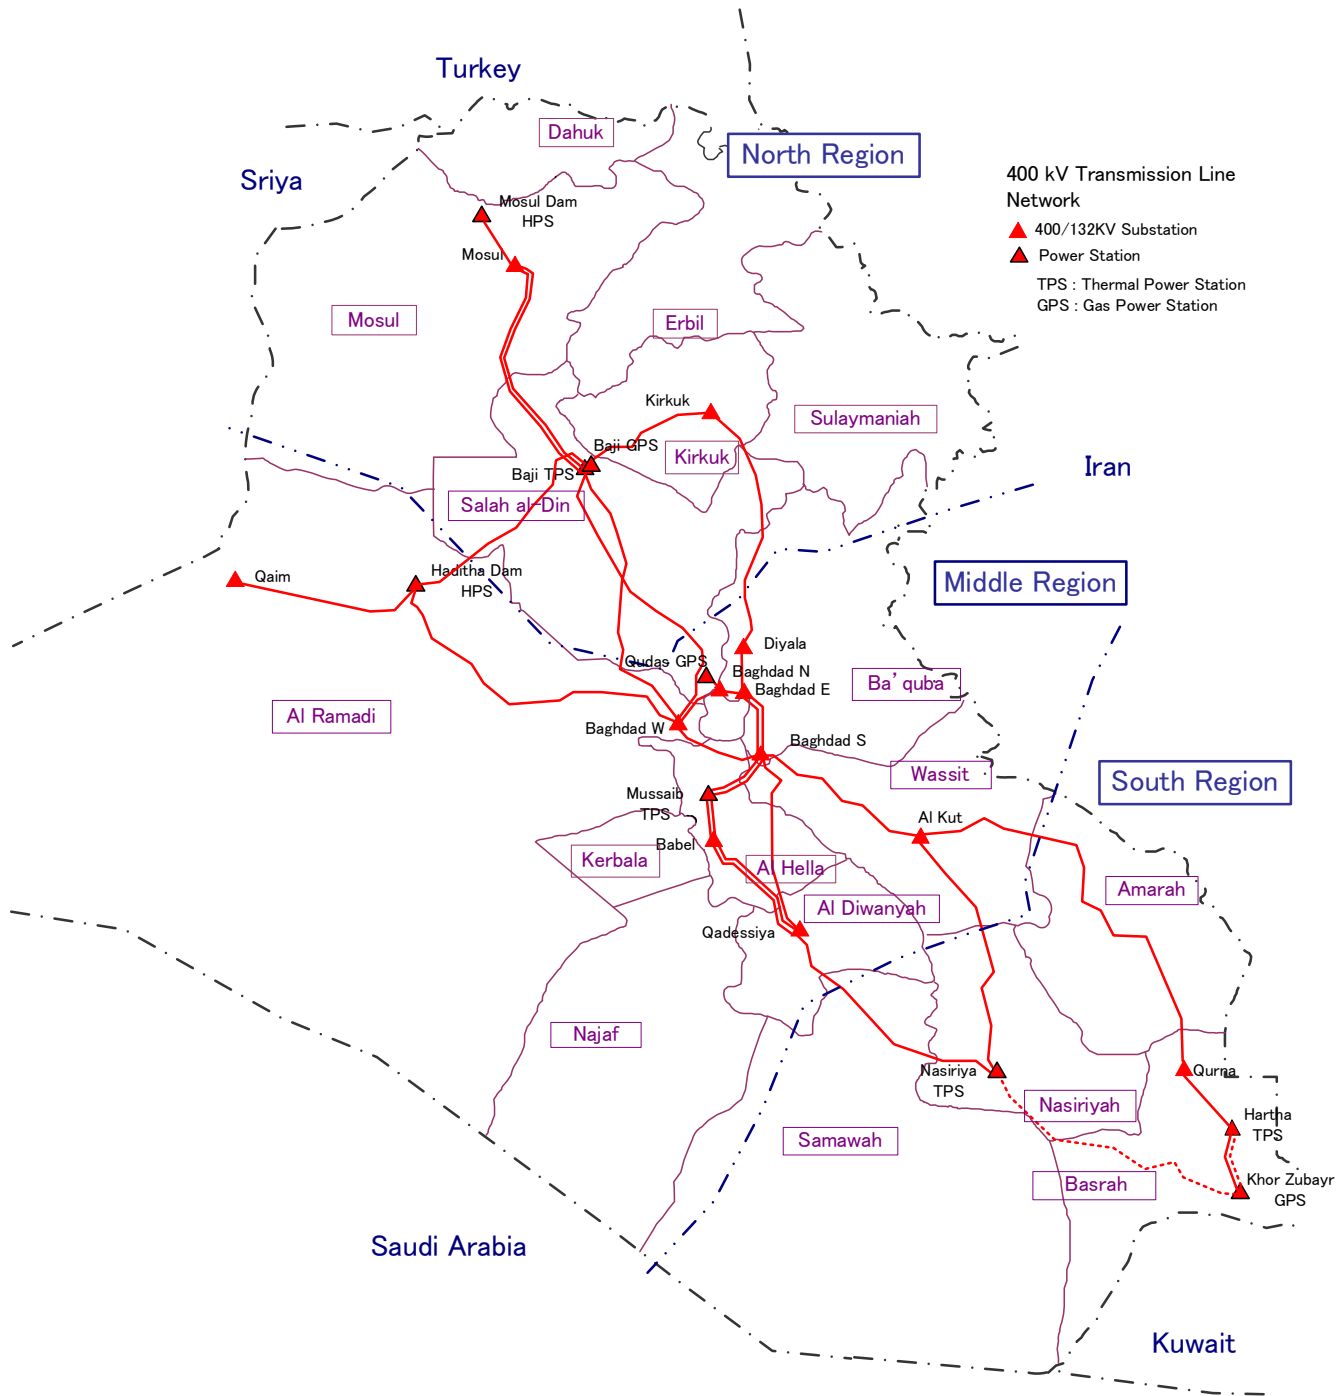 Turkey
Dahuk
North Region
Sriya
400 kV Transmission Line
Network
400/132KV Substation
Power Station
TPS : Thermal Power Station
GPS : Gas Power Station
Mosul Dam
HPS
Mosul
Mosul
Erbil
Kirkuk
Sulaymaniah
Baji GPS
Kirkuk
Baji TPS
Iran
Salah al-Din
Haditha Dam
HPS
Qaim
Middle Region
Diyala
Qudas GPS
Baghdad N
Baghdad E
Ba' quba
Al Ramadi
Baghdad W
Baghdad S
Wassit
South Region
Mussaib
TPS
Al Kut
Babel
Kerbala
Al Hella
Amarah
Al Diwanyah
Qadessiya
Najaf
Nasiriya
TPS
Qurna
Nasiriyah
Hartha
TPS
Samawah
Basrah
Khor Zubayr
GPS
Saudi Arabia
Kuwait